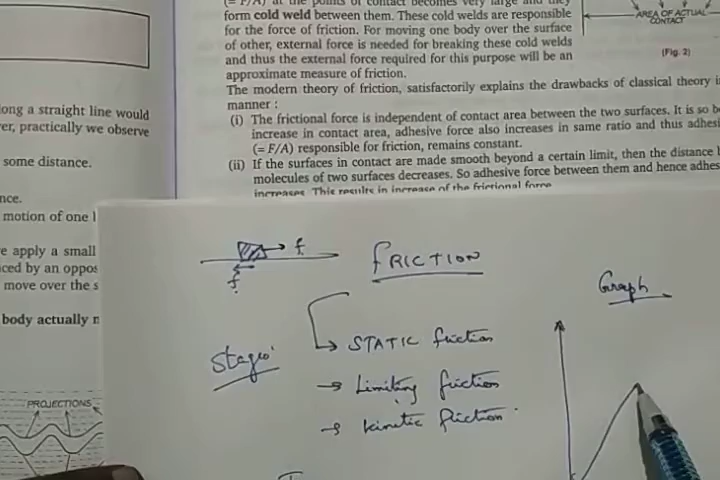 (= F/A) at the points of contact becomes very large and they
form cold weld between them. These cold welds are responsible
for the force of friction. For moving one body over the surface
of other, external force is needed for breaking these cold welds
and thus the external force required for this purpose will be an
approximate measure of friction.
AREA OF ACTUAL
CONTACT
(Fig. 2)
The modern theory of friction, satisfactorily explains the drawbacks of classical theory in
manner :
(i) The frictional force is independent of contact area between the two surfaces. It is so
increase in contact area, adhesive force also increases in same ratio and thus
(= F/A) responsible for friction, remains constant.
(ii) If the surfaces in contact are made smooth beyond a certain limit, then the distance
molecules of two surfaces decreases. So adhesive force between them and hence
increases. This results in increase of the frictional force
a straight line would
practically we observe
some distance.
motion of one
apply a small
move over the
body actually
PROJECTIONS
f
f
FRICTION
Stages
STATIC friction
→ Limiting friction
→ kinetic friction
Graph